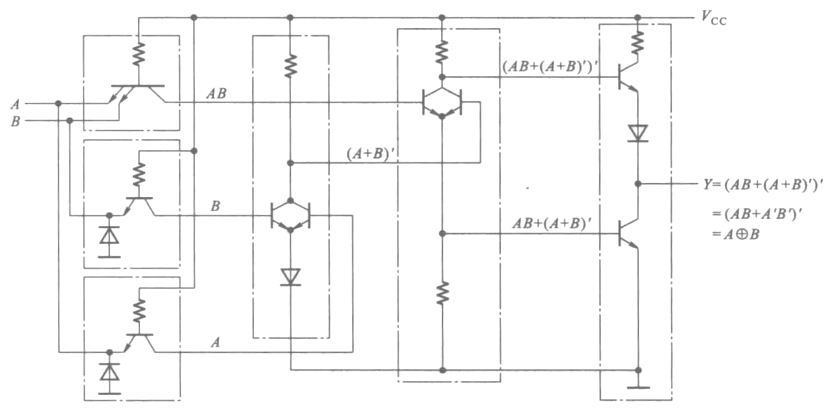 V_CC
(AB+(A+B)')'
A
AB
B
(A+B)'
Y=(AB+(A+B)')'
B
AB+(A+B)'
=(AB+A'B')'
=A⊕B
A